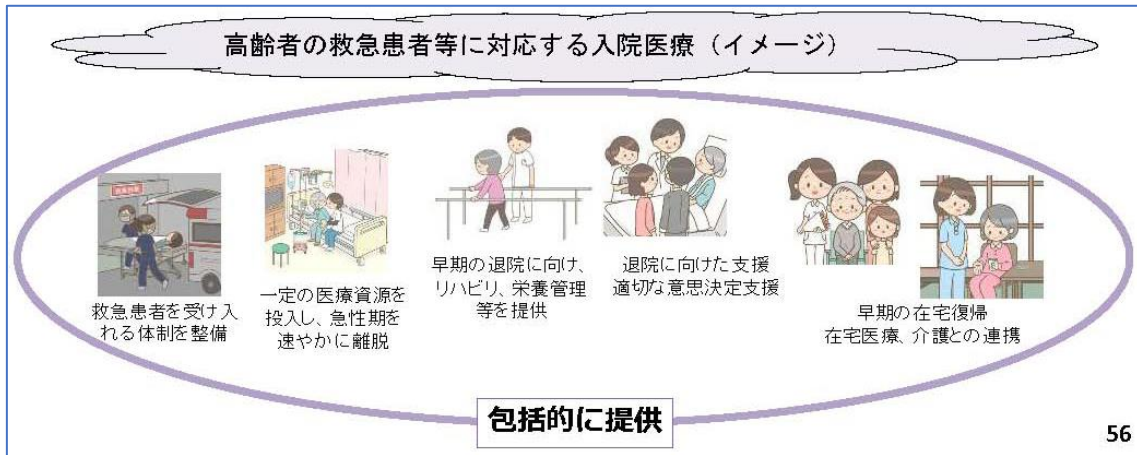 高齢者の救急患者等に対応する入院医療（イメージ）
救急患者を受け入
れる体制を整備
一定の医療資源を
投入し、急性期を
速やかに離脱
早期の退院に向け、
リハビリ、栄養管理
等を提供
退院に向けた支援
適切な意思決定支援
早期の在宅復帰
在宅医療、介護との連携
包括的に提供
56